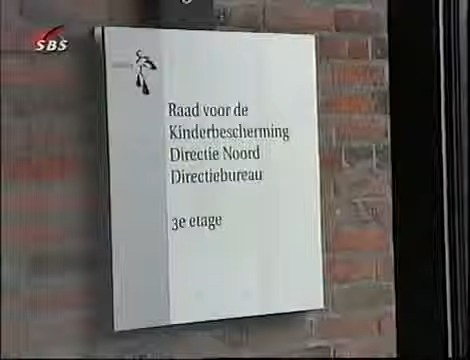 SBS
Raad voor de
Kinderbescherming
Directie Noord
Directiebureau
3e etage